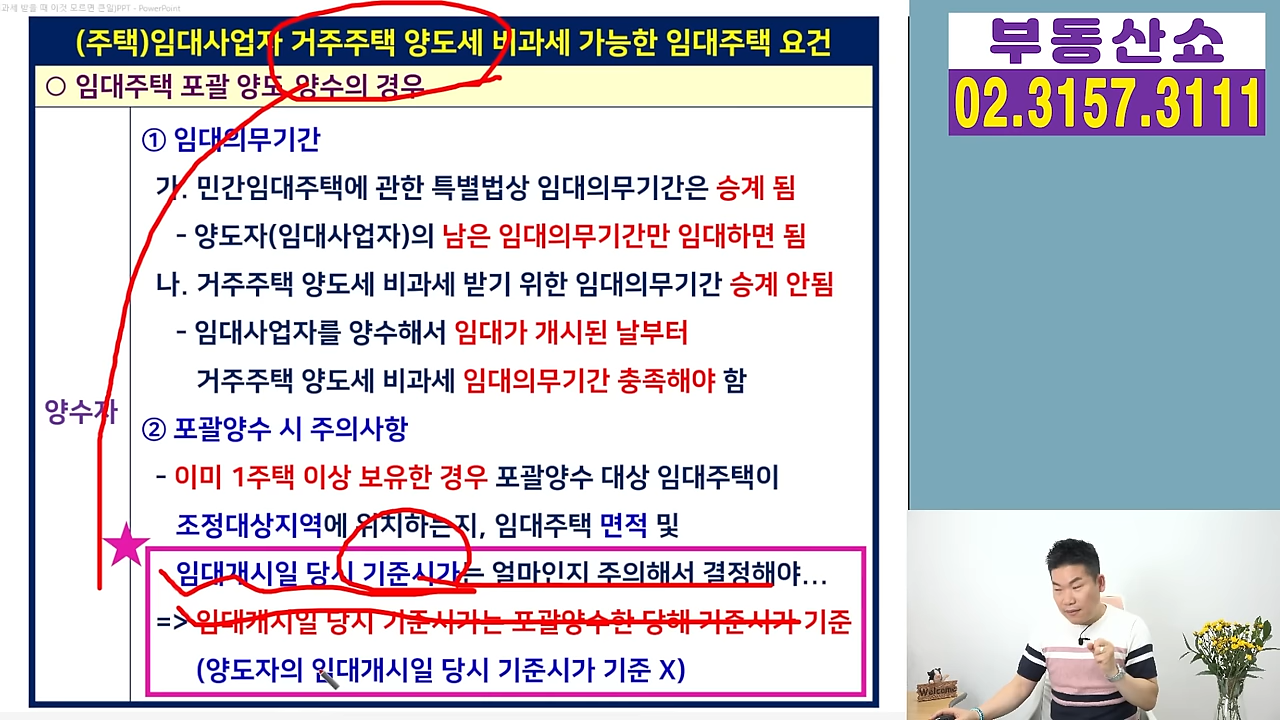 과세 받을 때 이것 모르면 큰일)PPT - PowerPoint
(주택)임대사업자 거주주택 양도세 비과세 가능한 임대주택 요건
○ 임대주택 포괄 양도 양수의 경우
양수자
① 임대의무기간
가. 민간임대주택에 관한 특별법상 임대의무기간은 승계 됨
- 양도자(임대사업자)의 남은 임대의무기간만 임대하면 됨
나. 거주주택 양도세 비과세 받기 위한 임대의무기간 승계 안됨
- 임대사업자를 양수해서 임대가 개시된 날부터
거주주택 양도세 비과세 임대의무기간 충족해야 함
② 포괄양수 시 주의사항
- 이미 1주택 이상 보유한 경우 포괄양수 대상 임대주택이
조정대상지역에 위치하는지, 임대주택 면적 및
임대개시일 당시 기준시가는 얼마인지 주의해서 결정해야...
=> 임대개시일 당시 기준시가는 포괄양수한 당해 기준시가 기준
(양도자의 임대개시일 당시 기준시가 기준 X)
부동산쇼
02.3157.3111
Welcome